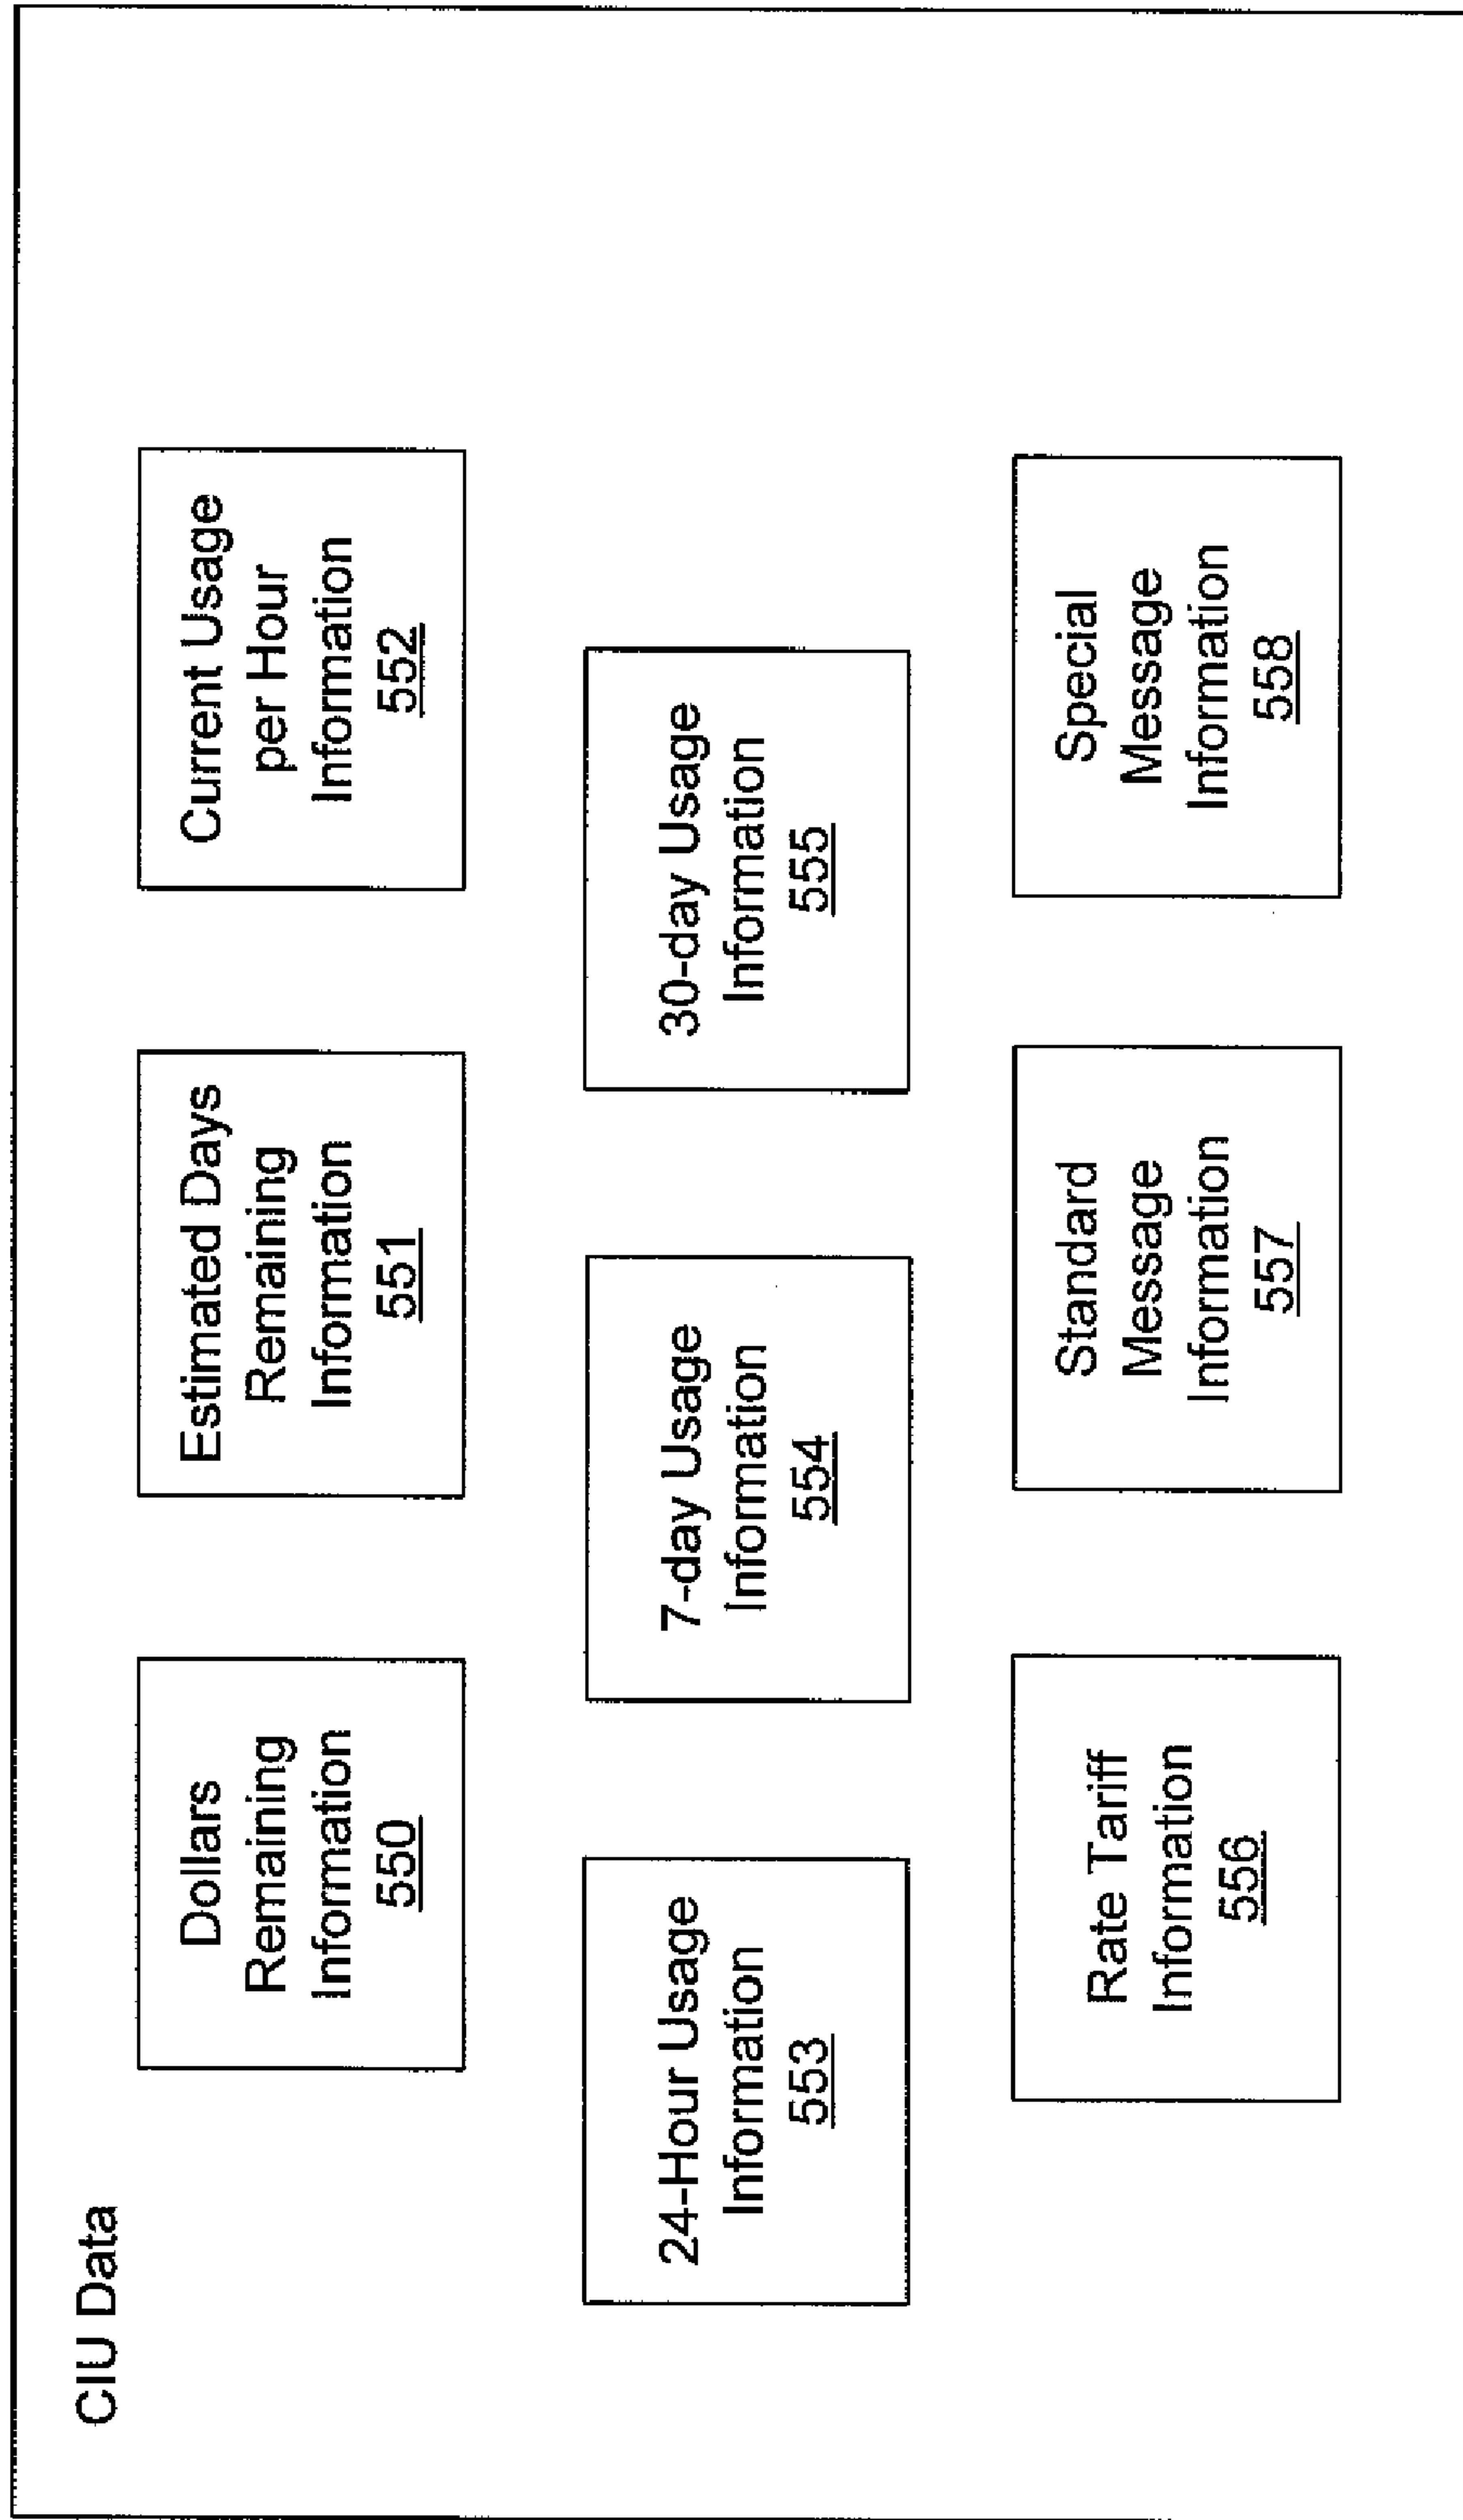 CIU Data
Dollars
Remaining
Information
550
Estimated Days
Remaining
Information
551
Current Usage
per Hour
Information
552
24-Hour Usage
Information
553
7-day Usage
Information
554
30-day Usage
Information
555
Rate Tariff
Information
556
Standard
Message
Information
557
Special
Message
Information
558